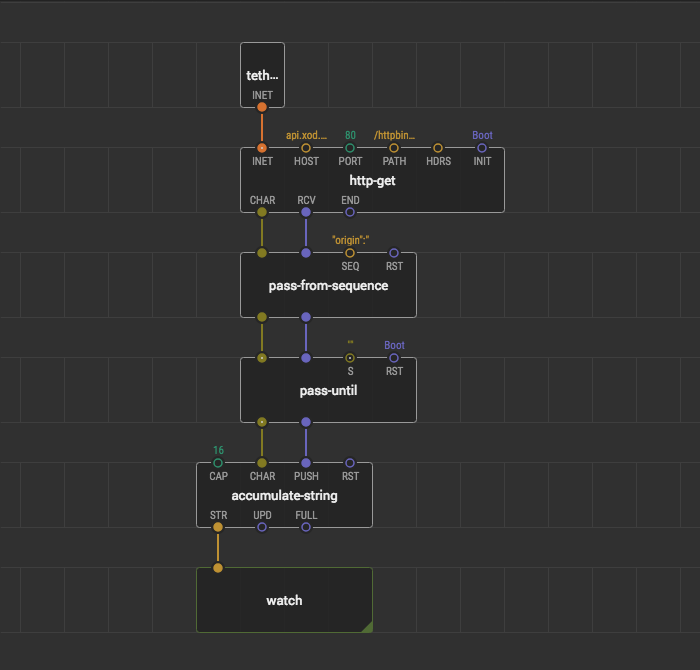 teth...
INET
api.xod.... 80 /httpbin... Boot
INET HOST PORT PATH HDRS INIT
http-get
CHAR RCV END
"origin":"
SEQ RST
pass-from-sequence
"" Boot
S RST
pass-until
16
CAP CHAR PUSH RST
accumulate-string
STR UPD FULL
watch